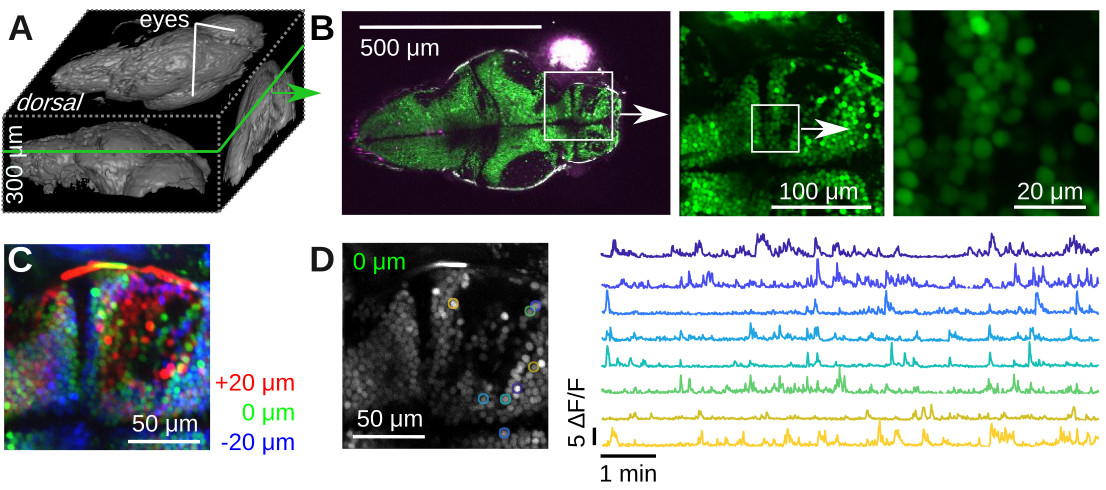 A
eyes
dorsal
300 µm
B
500 µm
100 µm
20 µm
C
+20 µm
0 µm
-20 µm
50 µm
D
0 µm
50 µm
5 ΔF/F
1 min